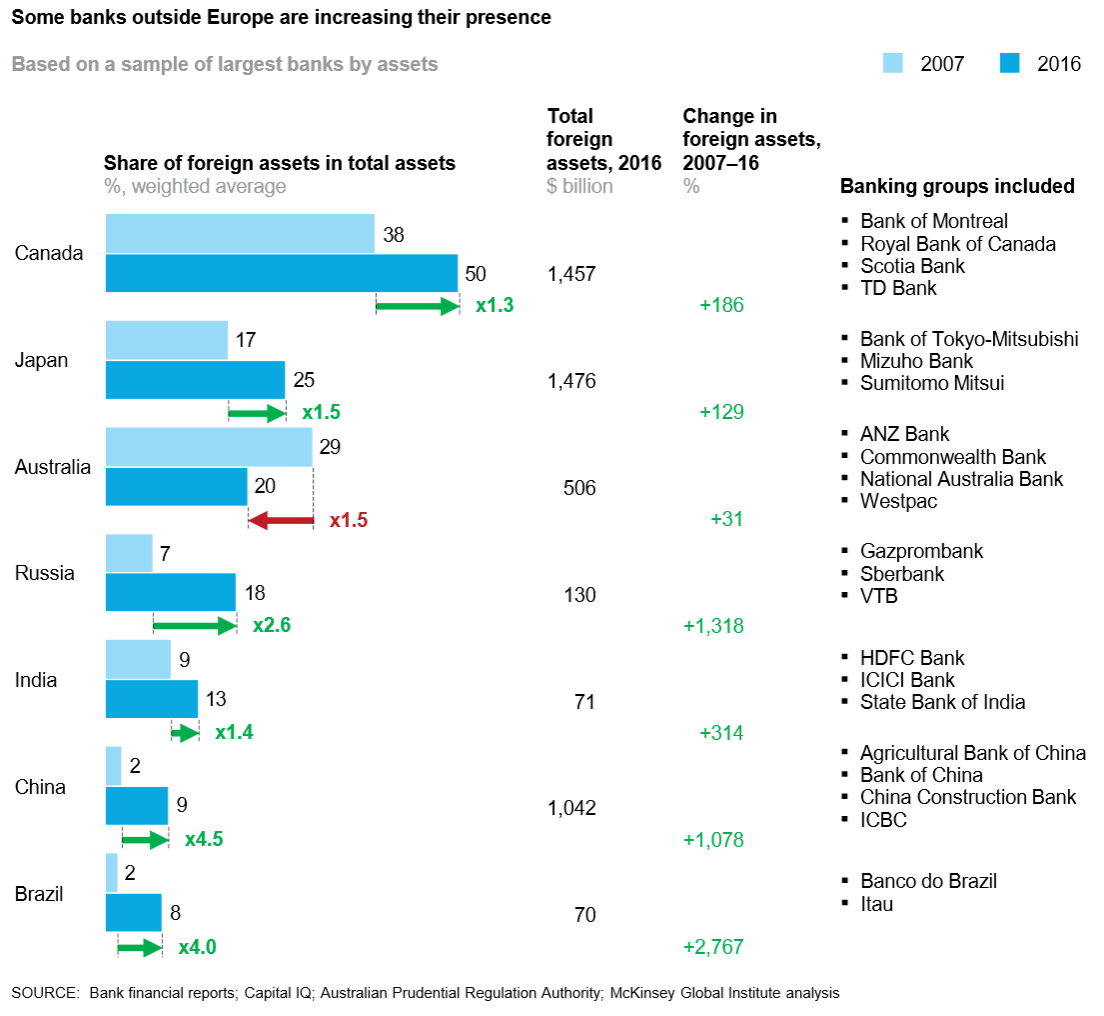 Some banks outside Europe are increasing their presence
Based on a sample of largest banks by assets
2007
2016
Share of foreign assets in total assets
%, weighted average
Total
foreign
assets, 2016
$ billion
Change in
foreign assets,
2007–16
%
Banking groups included
Canada
38
50
x1.3
1,457
+186
▪ Bank of Montreal
▪ Royal Bank of Canada
▪ Scotia Bank
▪ TD Bank
Japan
17
25
x1.5
1,476
+129
▪ Bank of Tokyo-Mitsubishi
▪ Mizuho Bank
▪ Sumitomo Mitsui
Australia
29
20
x1.5
506
+31
▪ ANZ Bank
▪ Commonwealth Bank
▪ National Australia Bank
▪ Westpac
Russia
7
18
x2.6
130
+1,318
▪ Gazprombank
▪ Sberbank
▪ VTB
India
9
13
x1.4
71
+314
▪ HDFC Bank
▪ ICICI Bank
▪ State Bank of India
China
2
9
x4.5
1,042
+1,078
▪ Agricultural Bank of China
▪ Bank of China
▪ China Construction Bank
▪ ICBC
Brazil
2
8
x4.0
70
+2,767
▪ Banco do Brazil
▪ Itau
SOURCE: Bank financial reports; Capital IQ; Australian Prudential Regulation Authority; McKinsey Global Institute analysis